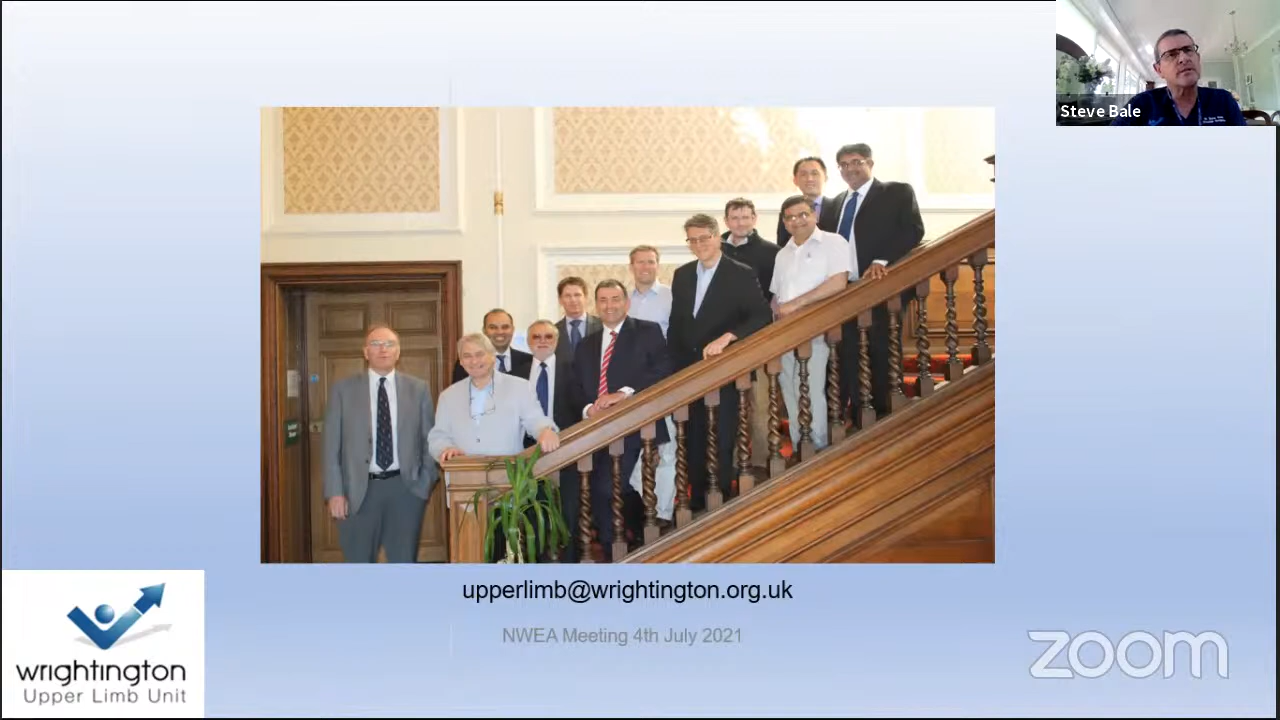 Steve Bale
upperlimb@wrightington.org.uk
NWEA Meeting 4th July 2021
wrightington
Upper Limb Unit
zoom